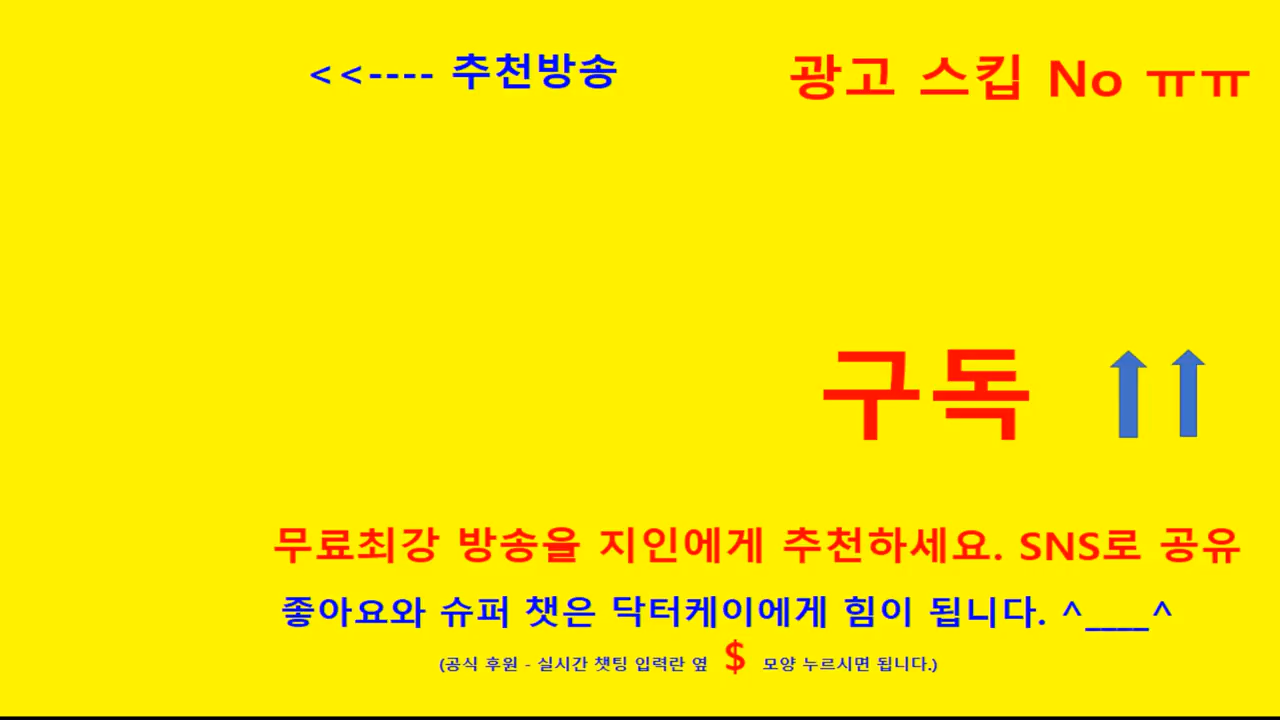 <<---- 추천방송
광고 스킵 No ㅠㅠ
구독
무료최강 방송을 지인에게 추천하세요. SNS로 공유
좋아요와 슈퍼 챗은 닥터케이에게 힘이 됩니다. ^____^
(공식 후원 - 실시간 챗팅 입력란 옆 $ 모양 누르시면 됩니다.)